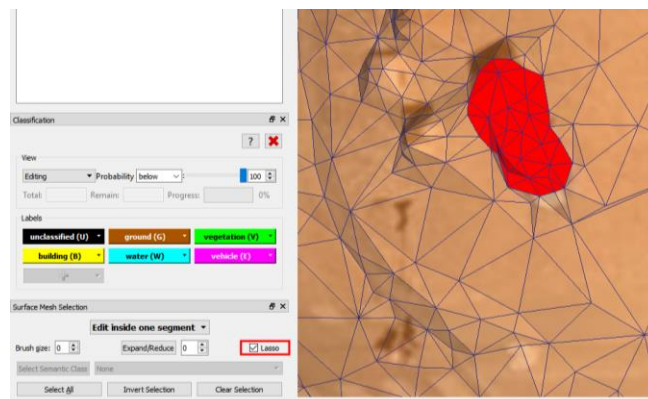 Classification
?
View
Editing Probability below : 100
Total: Remain: Progress: 0%
Labels
unclassified (U) ground (G) vegetation (V)
building (B) water (W) vehicle (E)
Surface Mesh Selection
Edit inside one segment
Brush size: 0 Expand/Reduce 0 Lasso
Select Semantic Class None
Select All Invert Selection Clear Selection